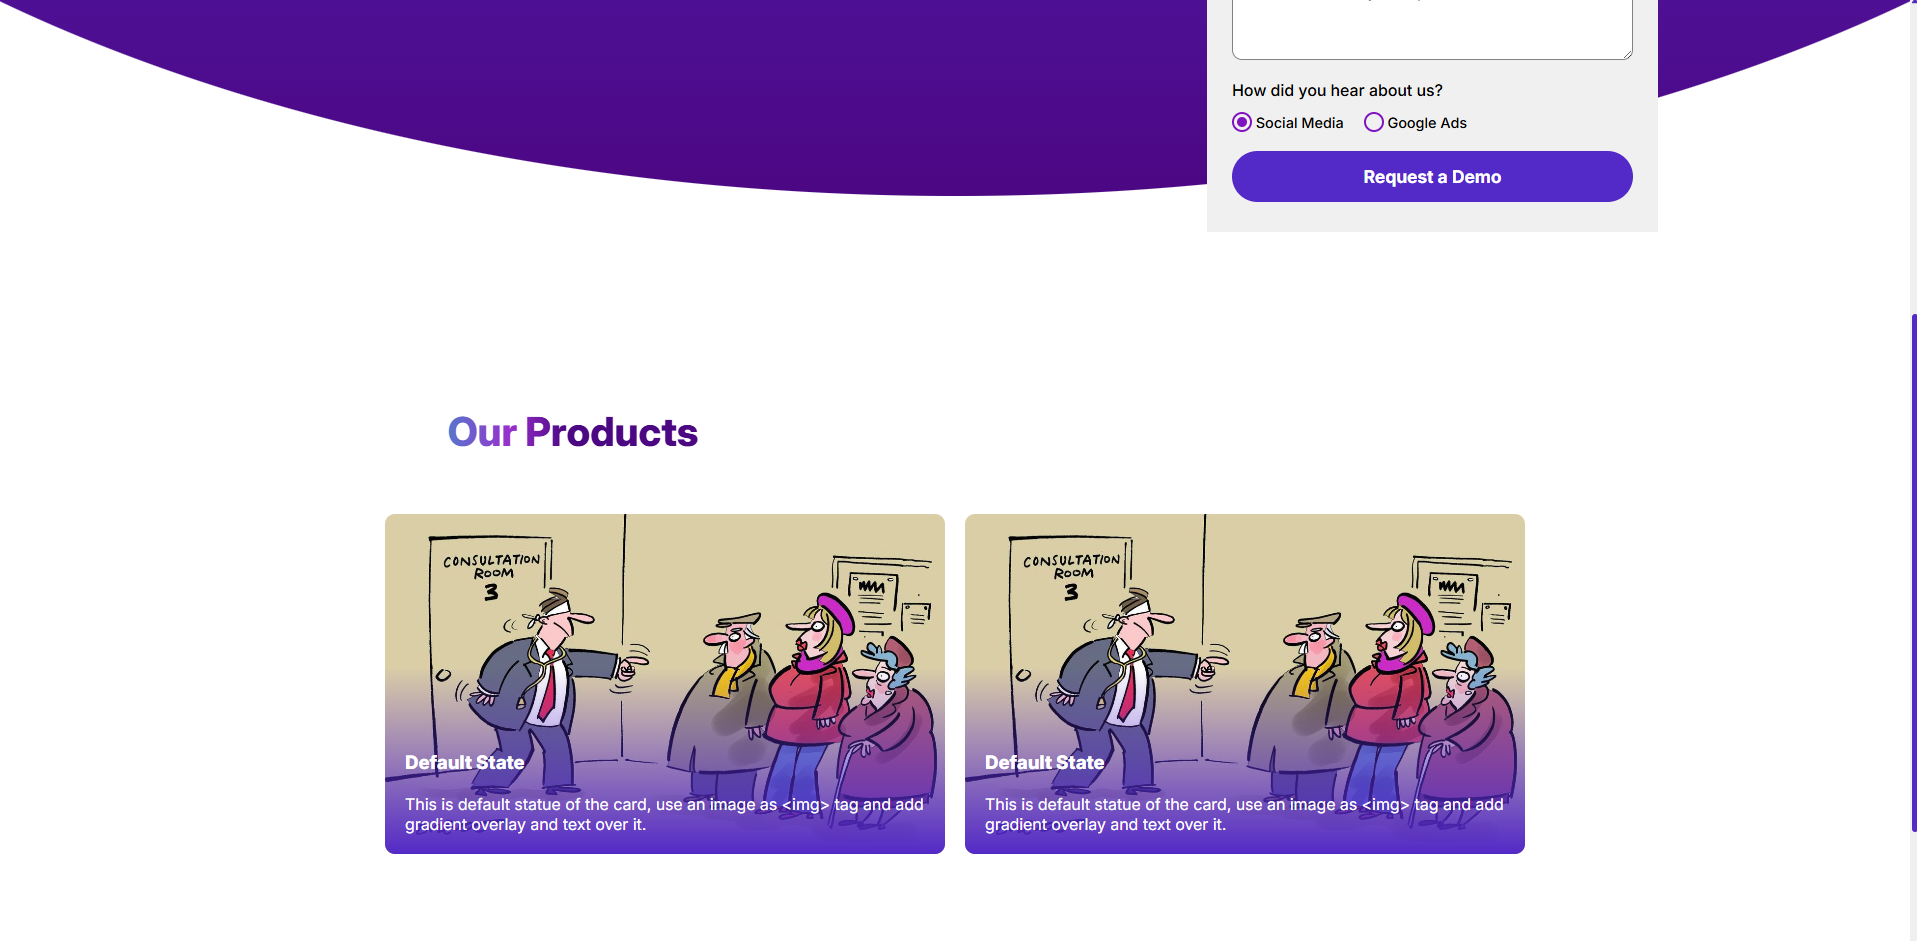 How did you hear about us?
Social Media Google Ads
Request a Demo
Our Products
CONSULTATION
ROOM
3
Default State
This is default statue of the card, use an image as <img> tag and add
gradient overlay and text over it.
CONSULTATION
ROOM
3
Default State
This is default statue of the card, use an image as <img> tag and add
gradient overlay and text over it.